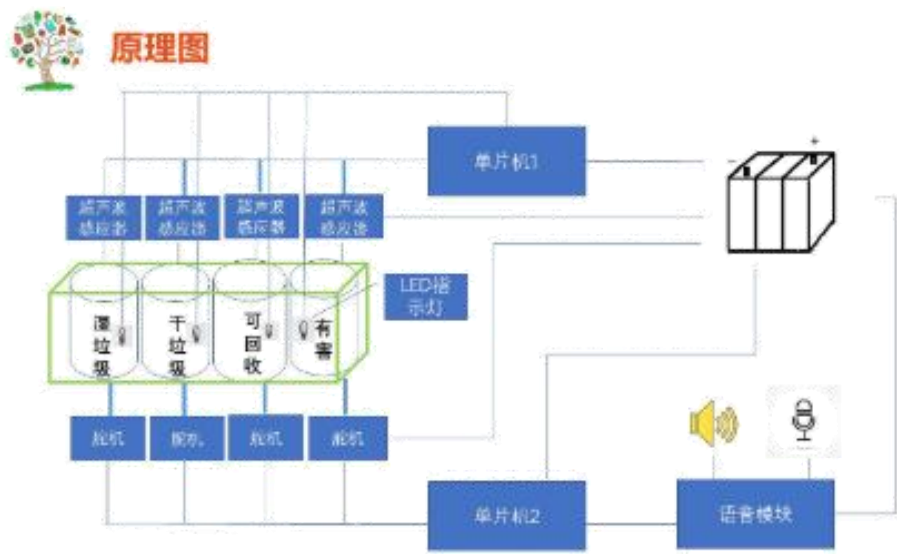 原理图
单片机1
超声波
感应器
超声波
感应器
超声波
感应器
超声波
感应器
LED指
示灯
湿垃圾
干垃圾
可回收
有害
舵机
舵机
舵机
舵机
单片机2
语音模块